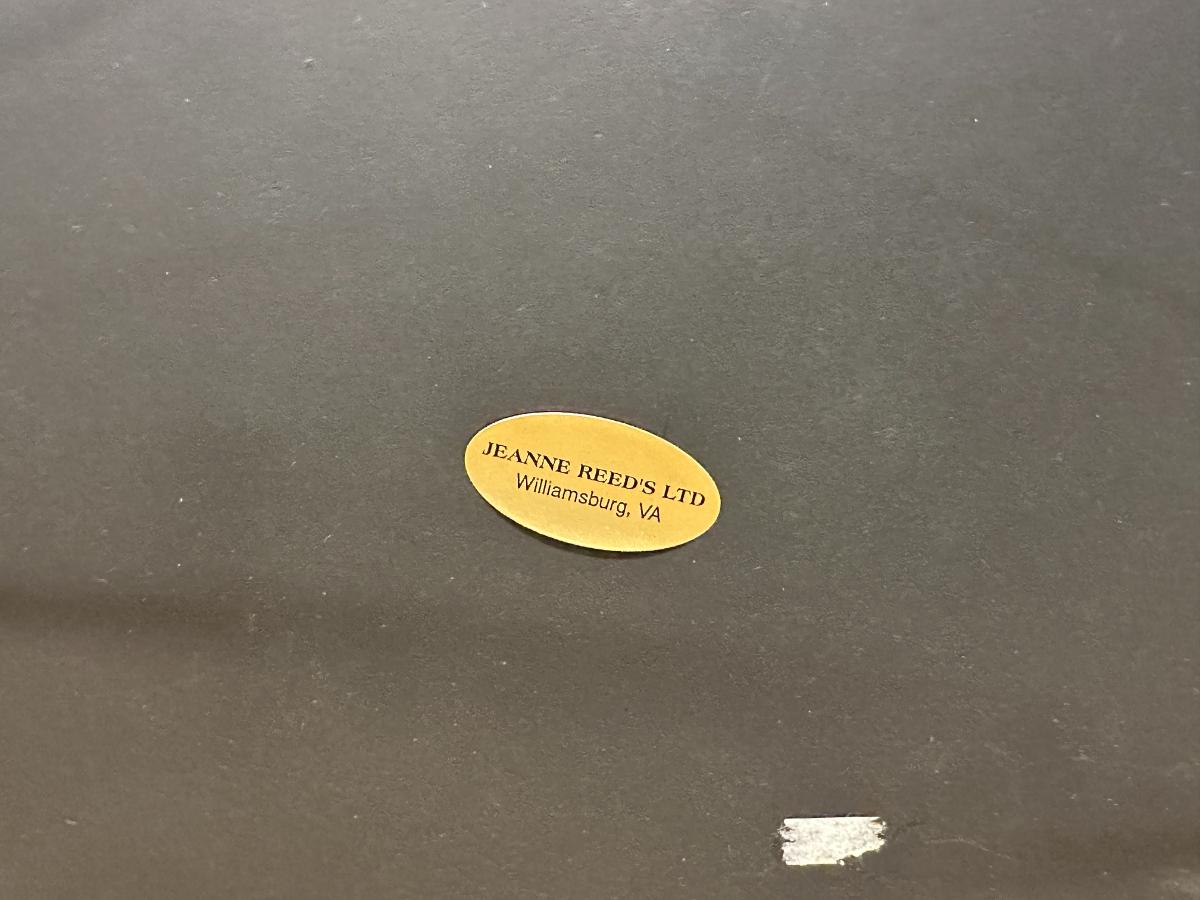 JEANNE REED'S LTD
Williamsburg, VA